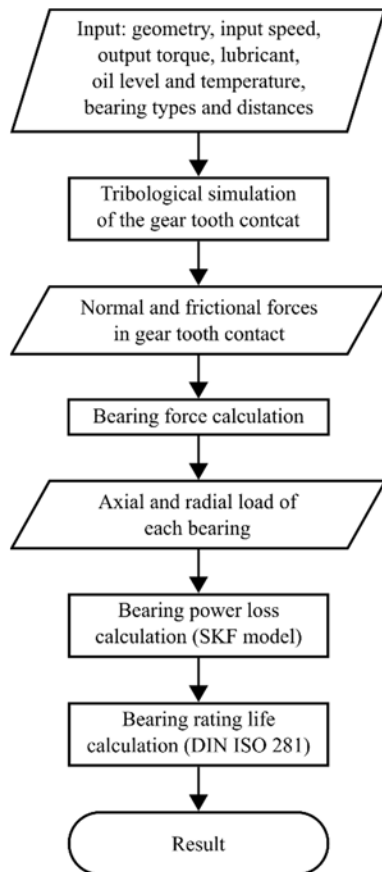 Input: geometry, input speed,
output torque, lubricant,
oil level and temperature,
bearing types and distances
Tribological simulation
of the gear tooth contcat
Normal and frictional forces
in gear tooth contact
Bearing force calculation
Axial and radial load of
each bearing
Bearing power loss
calculation (SKF model)
Bearing rating life
calculation (DIN ISO 281)
Result